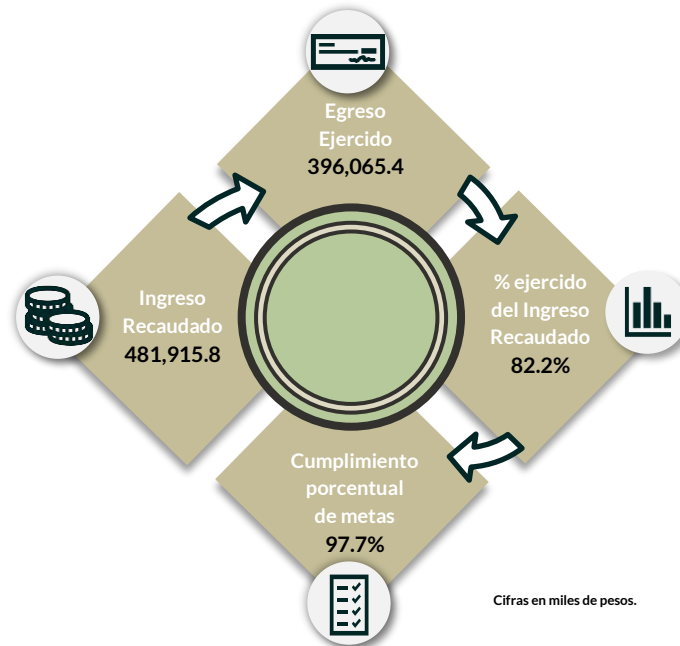 Egreso
Ejercido
396,065.4
Ingreso
Recaudado
481,915.8
% ejercido
del Ingreso
Recaudado
82.2%
Cumplimiento
porcentual
de metas
97.7%
Cifras en miles de pesos.